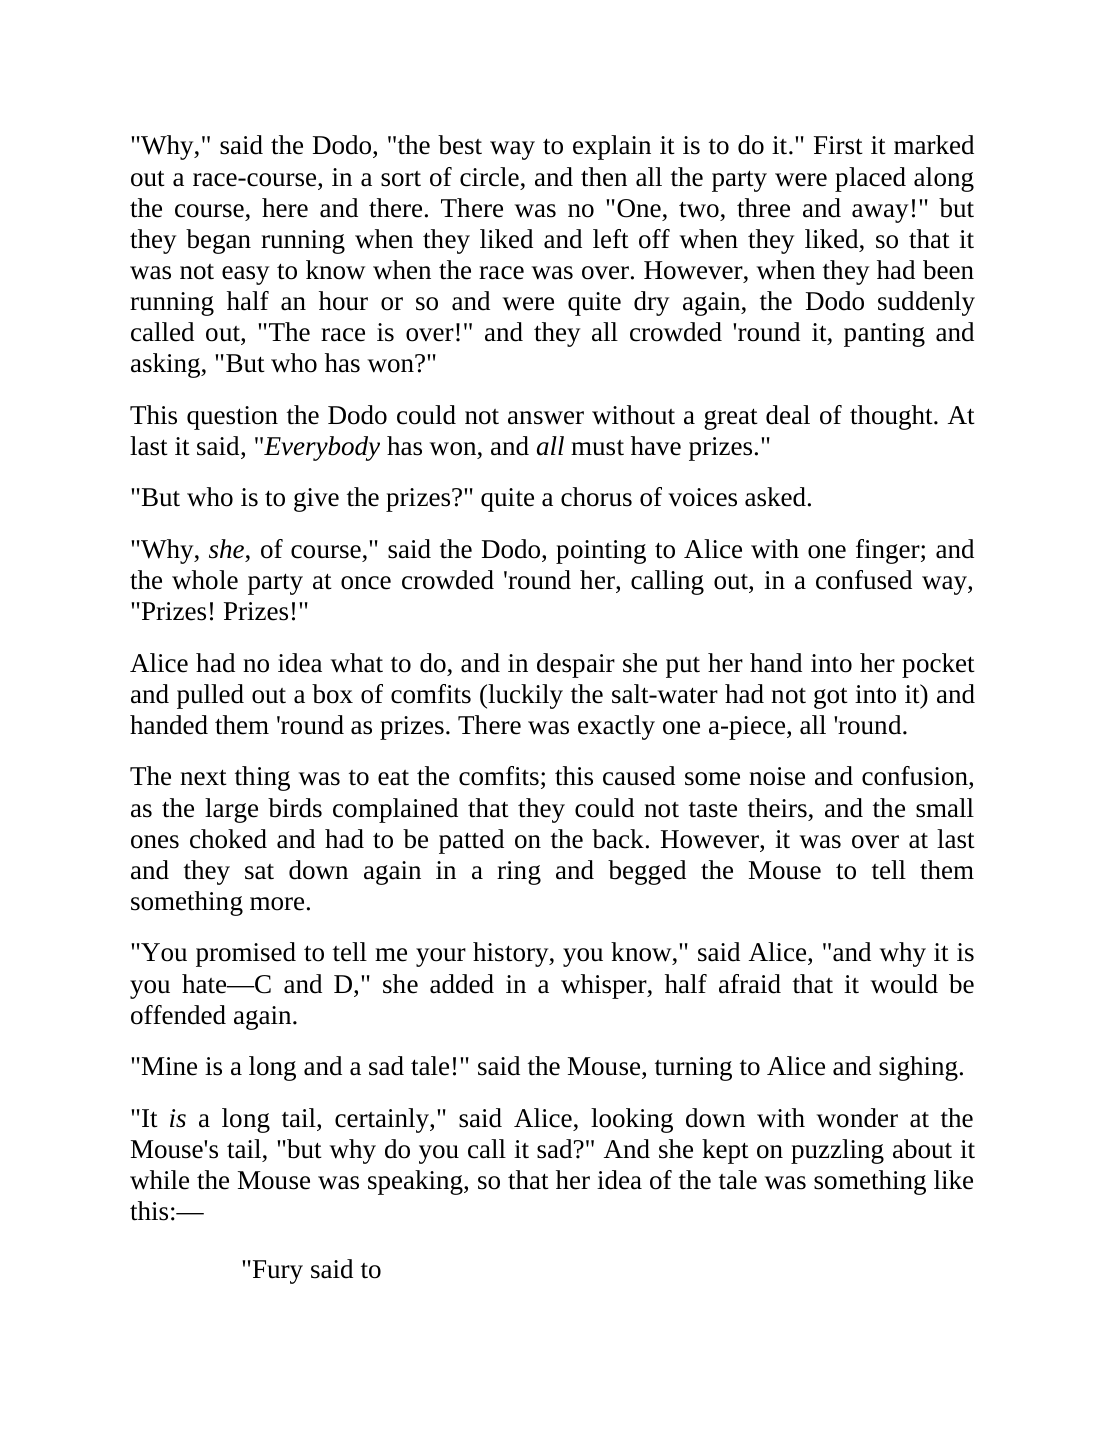 "Why," said the Dodo, "the best way to explain it is to do it." First it marked
out a race-course, in a sort of circle, and then all the party were placed along
the course, here and there. There was no "One, two, three and away!" but
they began running when they liked and left off when they liked, so that it
was not easy to know when the race was over. However, when they had been
running half an hour or so and were quite dry again, the Dodo suddenly
called out, "The race is over!" and they all crowded 'round it, panting and
asking, "But who has won?"
This question the Dodo could not answer without a great deal of thought. At
last it said, "Everybody has won, and all must have prizes."
"But who is to give the prizes?" quite a chorus of voices asked.
"Why, she, of course," said the Dodo, pointing to Alice with one finger; and
the whole party at once crowded 'round her, calling out, in a confused way,
"Prizes! Prizes!"
Alice had no idea what to do, and in despair she put her hand into her pocket
and pulled out a box of comfits (luckily the salt-water had not got into it) and
handed them 'round as prizes. There was exactly one a-piece, all 'round.
The next thing was to eat the comfits; this caused some noise and confusion,
as the large birds complained that they could not taste theirs, and the small
ones choked and had to be patted on the back. However, it was over at last
and they sat down again in a ring and begged the Mouse to tell them
something more.
"You promised to tell me your history, you know," said Alice, "and why it is
you hate—C and D," she added in a whisper, half afraid that it would be
offended again.
"Mine is a long and a sad tale!" said the Mouse, turning to Alice and sighing.
"It is a long tail, certainly," said Alice, looking down with wonder at the
Mouse's tail, "but why do you call it sad?" And she kept on puzzling about it
while the Mouse was speaking, so that her idea of the tale was something like
this:—
"Fury said to